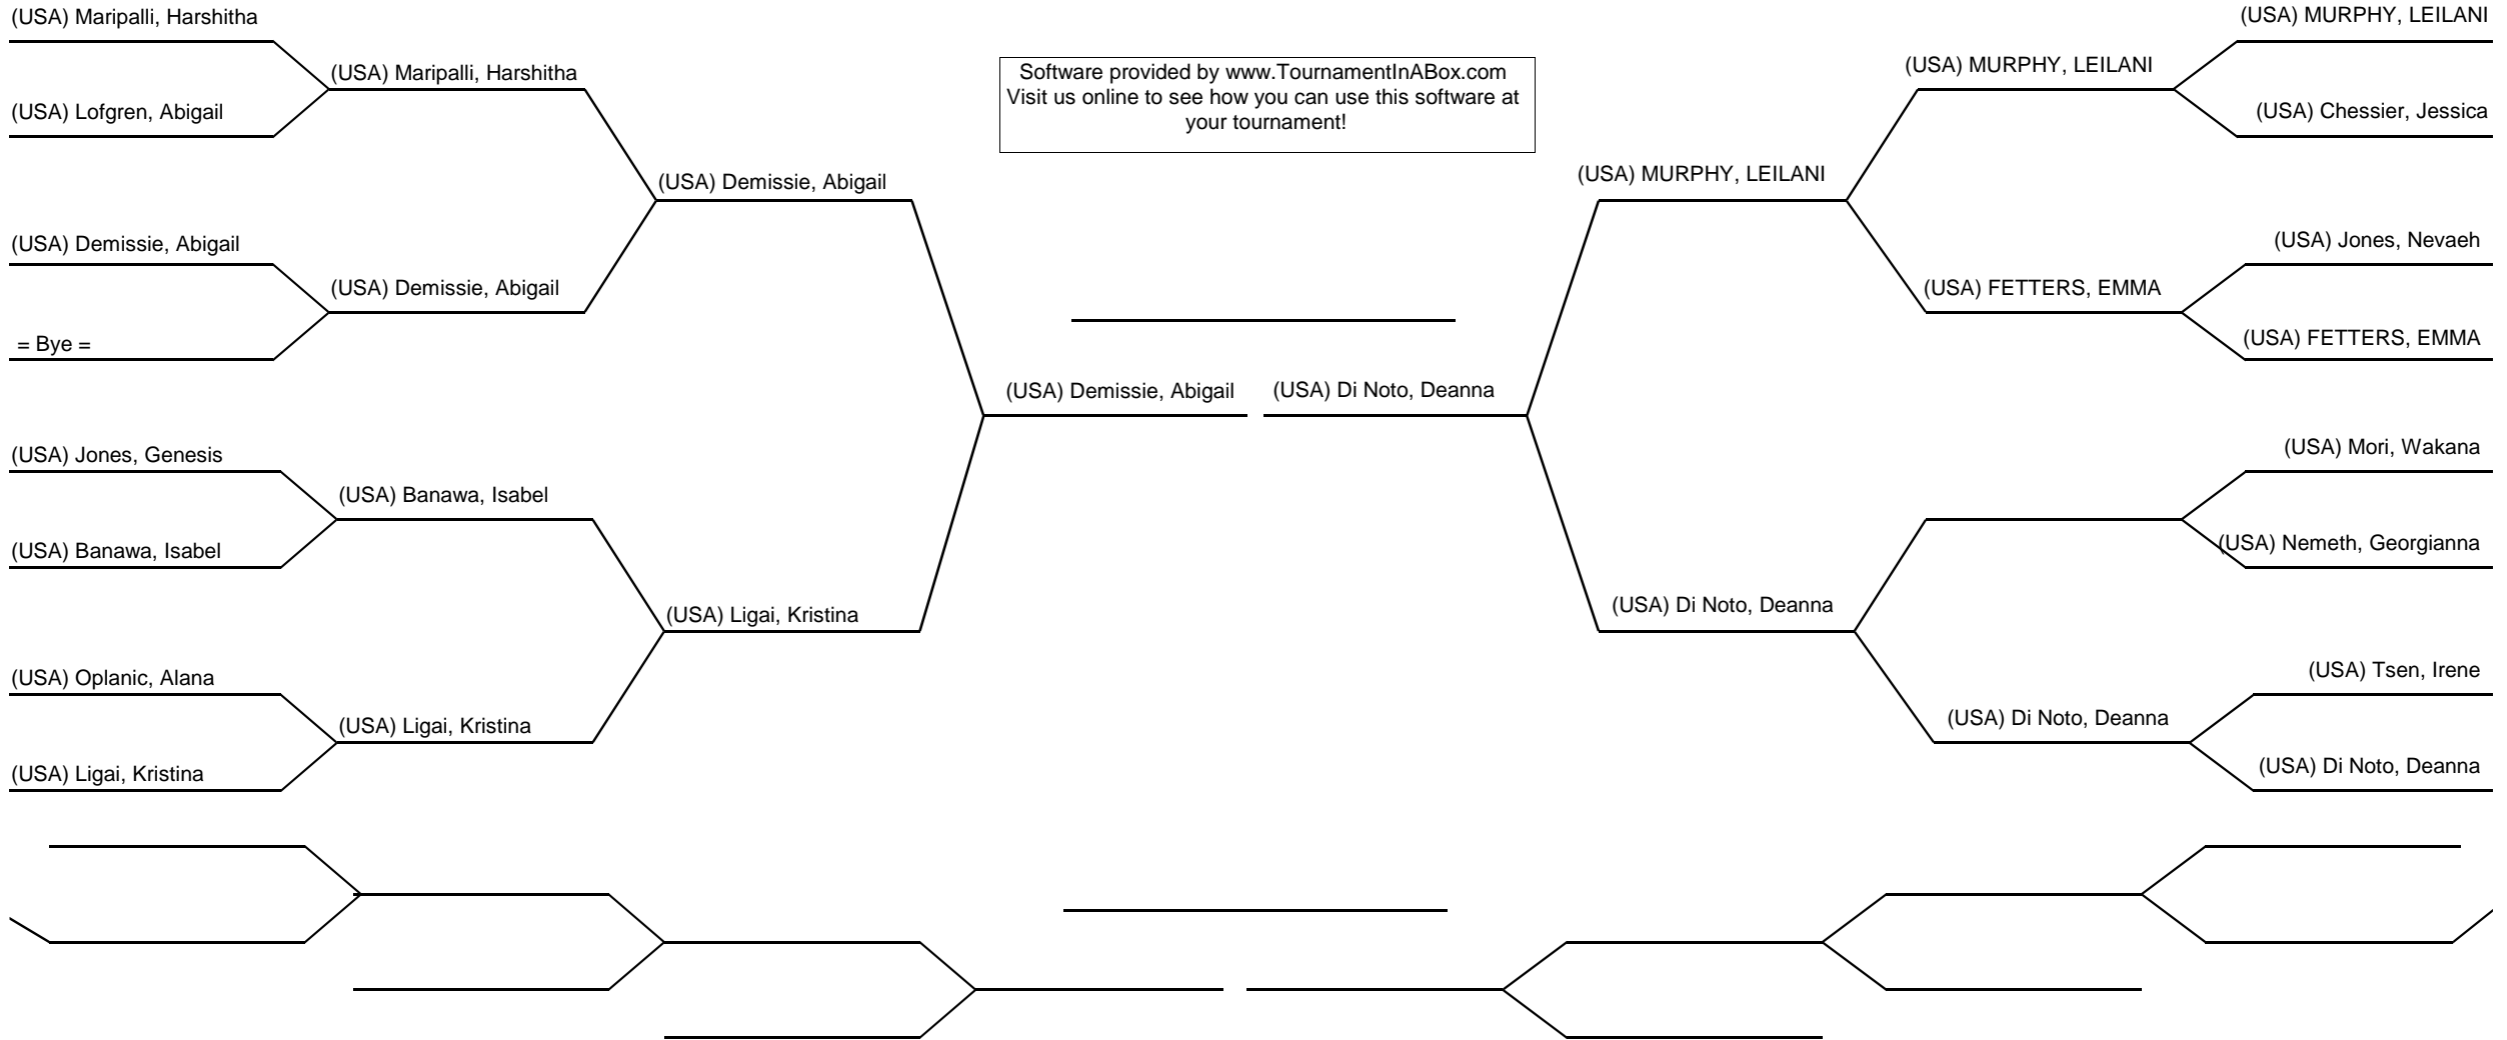 (USA) Maripalli, Harshitha
(USA) Lofgren, Abigail
(USA) Demissie, Abigail
= Bye =
(USA) Jones, Genesis
(USA) Banawa, Isabel
(USA) Oplanic, Alana
(USA) Ligai, Kristina
(USA) Maripalli, Harshitha
(USA) Demissie, Abigail
(USA) Banawa, Isabel
(USA) Ligai, Kristina
(USA) Demissie, Abigail
(USA) Ligai, Kristina
(USA) Demissie, Abigail
Software provided by www.TournamentInABox.com
Visit us online to see how you can use this software at
your tournament!
(USA) Di Noto, Deanna
(USA) MURPHY, LEILANI
(USA) Di Noto, Deanna
(USA) MURPHY, LEILANI
(USA) FETTERS, EMMA
(USA) Di Noto, Deanna
(USA) MURPHY, LEILANI
(USA) Chessier, Jessica
(USA) Jones, Nevaeh
(USA) FETTERS, EMMA
(USA) Mori, Wakana
(USA) Nemeth, Georgianna
(USA) Tsen, Irene
(USA) Di Noto, Deanna